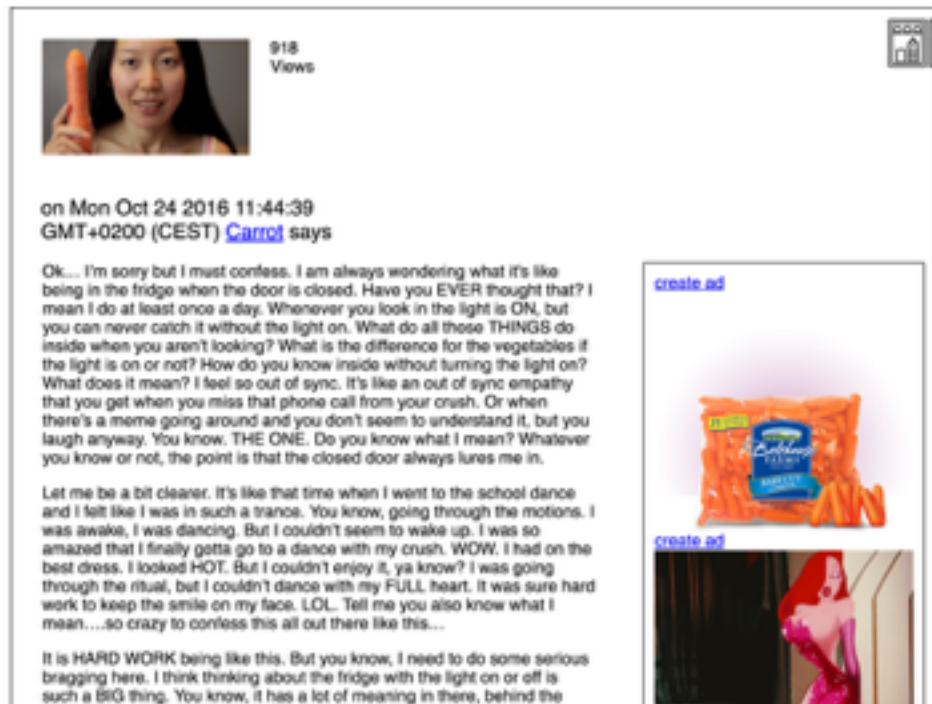 918
Views
on Mon Oct 24 2016 11:44:39
GMT+0200 (CEST) Carrot says
Ok... I'm sorry but I must confess. I am always wondering what it's like
being in the fridge when the door is closed. Have you EVER thought that? I
mean I do at least once a day. Whenever you look in the light is ON, but
you can never catch it without the light on. What do all those THINGS do
inside when you aren't looking? What is the difference for the vegetables if
the light is on or not? How do you know inside without turning the light on?
What does it mean? I feel so out of sync. It's like an out of sync empathy
that you get when you miss that phone call from your crush. Or when
there's a meme going around and you don't seem to understand it, but you
laugh anyway. You know. THE ONE. Do you know what I mean? Whatever
you know or not, the point is that the closed door always lures me in.
Let me be a bit clearer. It's like that time when I went to the school dance
and I felt like I was in such a trance. You know, going through the motions. I
was awake, I was dancing. But I couldn't seem to wake up. I was so
amazed that I finally gotta go to a dance with my crush. WOW. I had on the
best dress. I looked HOT. But I couldn't enjoy it, ya know? I was going
through the ritual, but I couldn't dance with my FULL heart. It was sure hard
work to keep the smile on my face. LOL. Tell me you also know what I
mean....so crazy to confess this all out there like this...
It is HARD WORK being like this. But you know, I need to do some serious
bragging here. I think thinking about the fridge with the light on or off is
such a BIG thing. You know, it has a lot of meaning in there, behind the
create ad
Bolthouse
FARMS
create ad